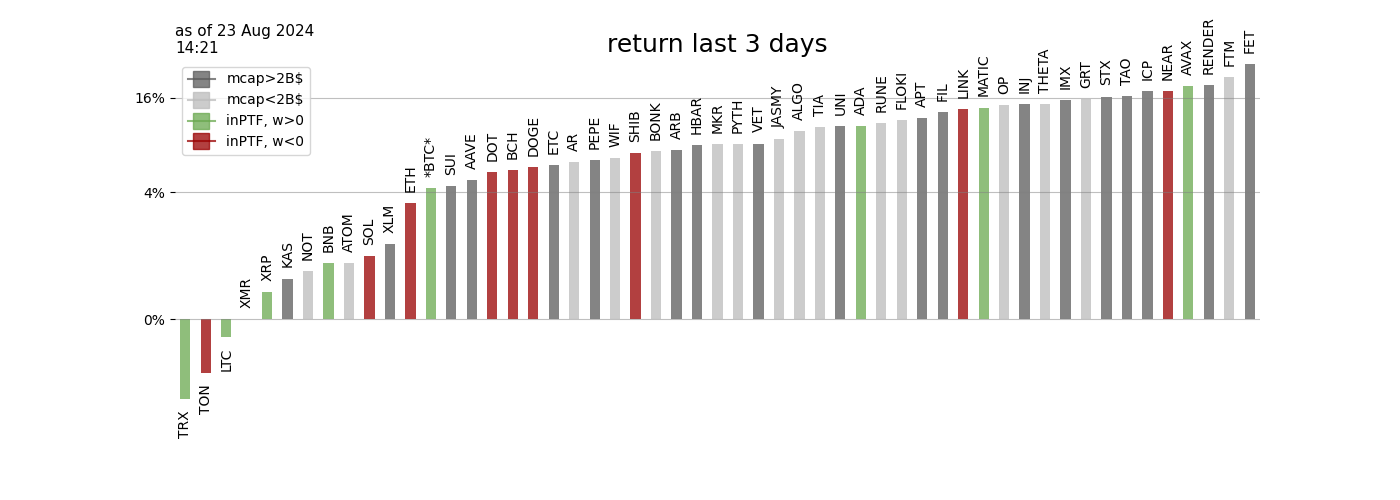 as of 23 Aug 2024
14:21
return last 3 days
mcap>2B$
mcap<2B$
inPTF, w>0
inPTF, w<0
16%
4%
0%
TRX
TON
LTC
XMR
XRP
KAS
NOT
BNB
ATOM
SOL
XLM
ETH
*BTC*
SUI
AAVE
DOT
BCH
DOGE
ETC
AR
PEPE
WIF
SHIB
BONK
ARB
HBAR
MKR
PYTH
VET
JASMY
ALGO
TIA
UNI
ADA
RUNE
FLOKI
APT
FIL
LINK
MATIC
OP
INJ
THETA
IMX
GRT
STX
TAO
ICP
NEAR
AVAX
RENDER
FTM
FET